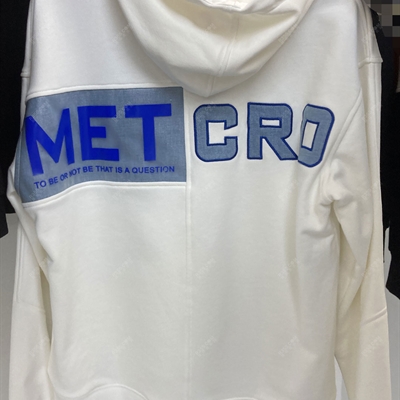 MET CRO
TO BE OR NOT BE THAT IS A QUESTION